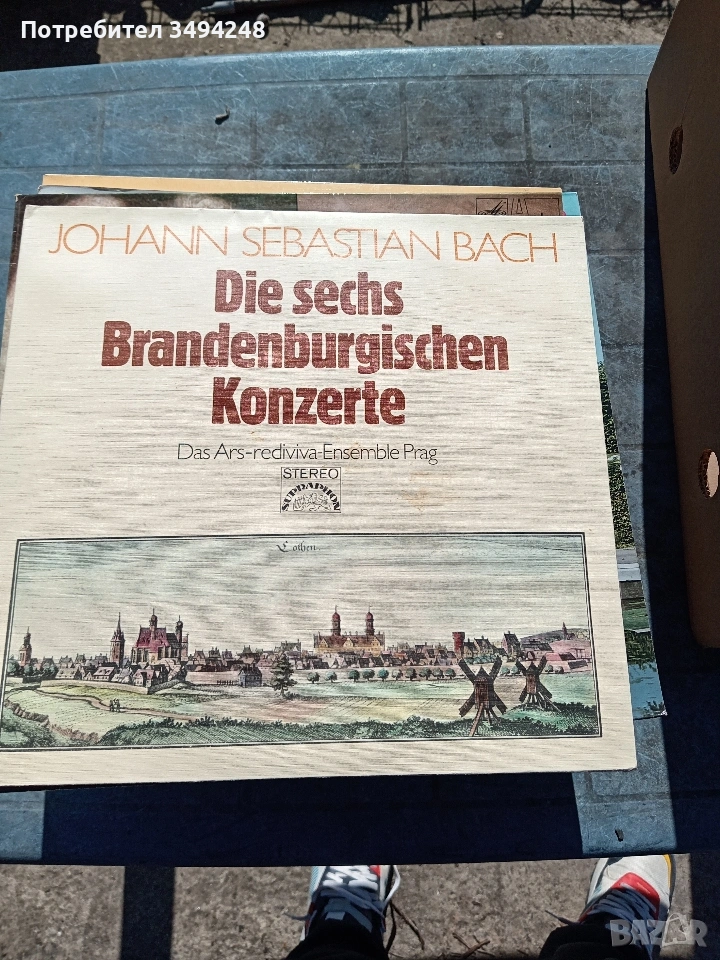 Потребител 3494248
JOHANN SEBASTIAN BACH
Die sechs
Brandenburgischen
Konzerte
Das Ars-rediviva-Ensemble Prag
STEREO
SUPRAPHON
Cothen.
BAZAR